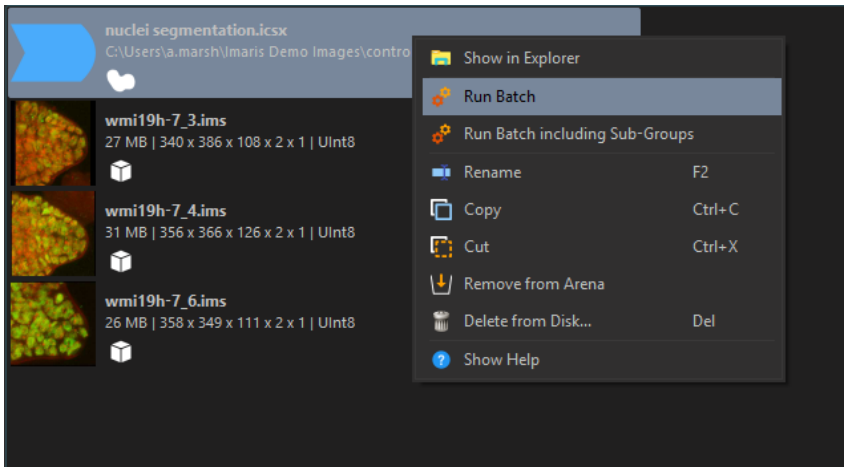 nuclei segmentation.icsx
C:\Users\a.marsh\Imaris Demo Images\contro
wmi19h-7_3.ims
27 MB | 340 x 386 x 108 x 2 x 1 | UInt8
wmi19h-7_4.ims
31 MB | 356 x 366 x 126 x 2 x 1 | UInt8
wmi19h-7_6.ims
26 MB | 358 x 349 x 111 x 2 x 1 | UInt8
Show in Explorer
Run Batch
Run Batch including Sub-Groups
Rename F2
Copy Ctrl+C
Cut Ctrl+X
Remove from Arena
Delete from Disk... Del
? Show Help